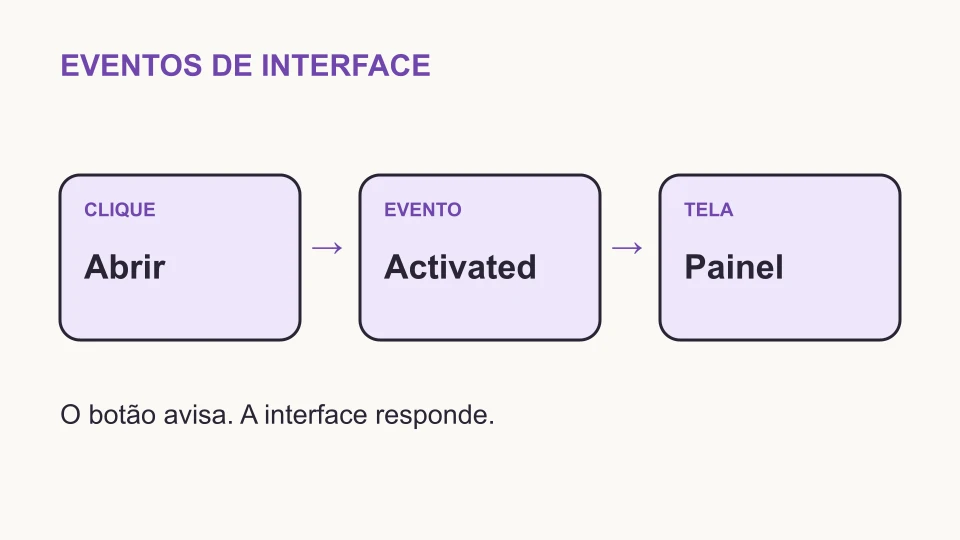 EVENTOS DE INTERFACE
CLIQUE
Abrir
→
EVENTO
Activated
→
TELA
Painel
O botão avisa. A interface responde.